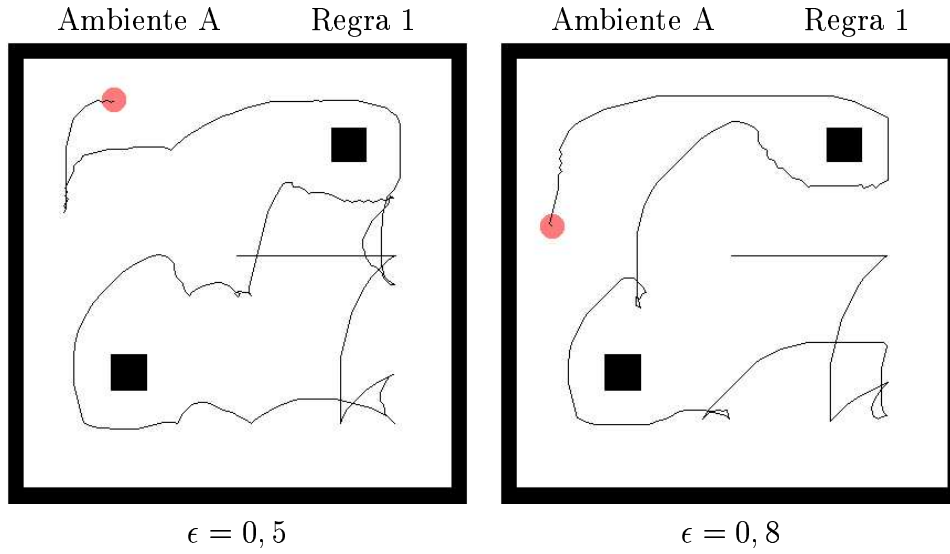 Ambiente A Regra 1 Ambiente A Regra 1
ϵ = 0, 5 ϵ = 0, 8